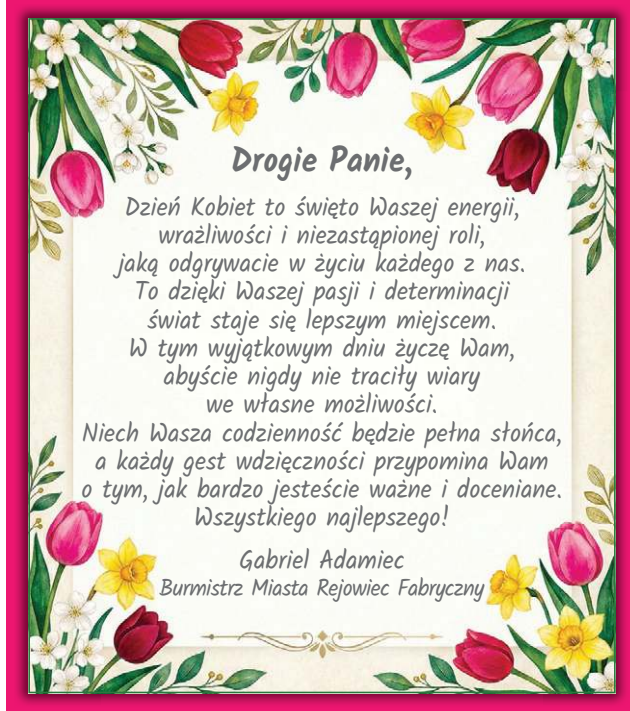 Drogie Panie,
Dzień Kobiet to święto Waszej energii,
wrażliwości i niezastąpionej roli,
jaką odgrywacie w życiu każdego z nas.
To dzięki Waszej pasji i determinacji
świat staje się lepszym miejscem.
W tym wyjątkowym dniu życzę Wam,
abyście nigdy nie traciły wiary
we własne możliwości.
Niech Wasza codzienność będzie pełna słońca,
a każdy gest wdzięczności przypomina Wam
o tym, jak bardzo jesteście ważne i doceniane.
Wszystkiego najlepszego!
Gabriel Adamiec
Burmistrz Miasta Rejowiec Fabryczny